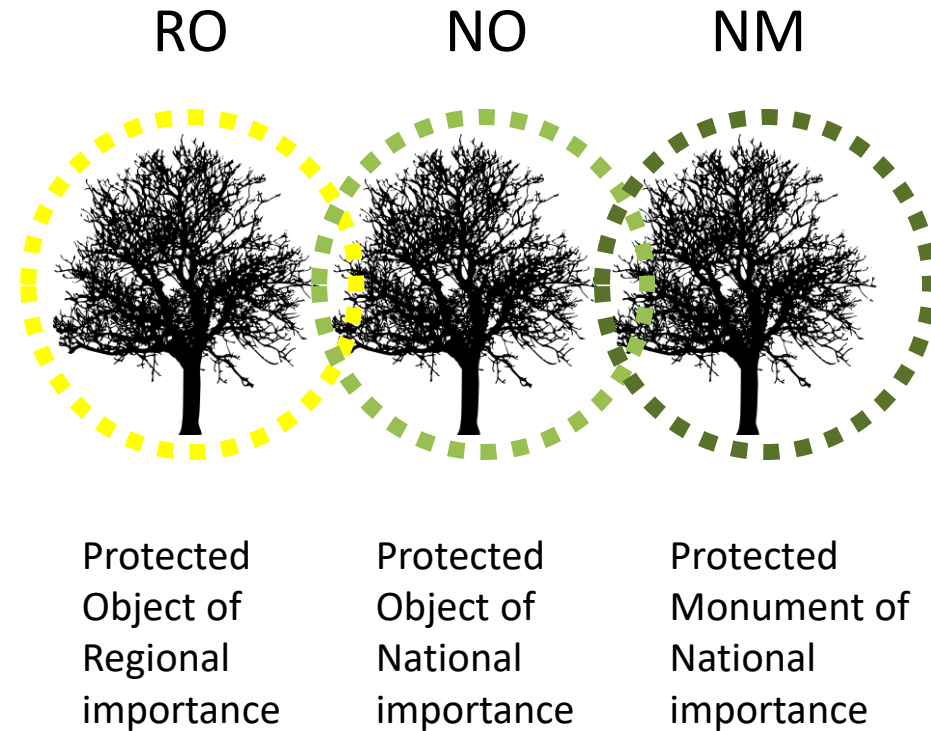 RO
NO
NM
Protected
Object of
Regional
importance
Protected
Object of
National
importance
Protected
Monument of
National
importance